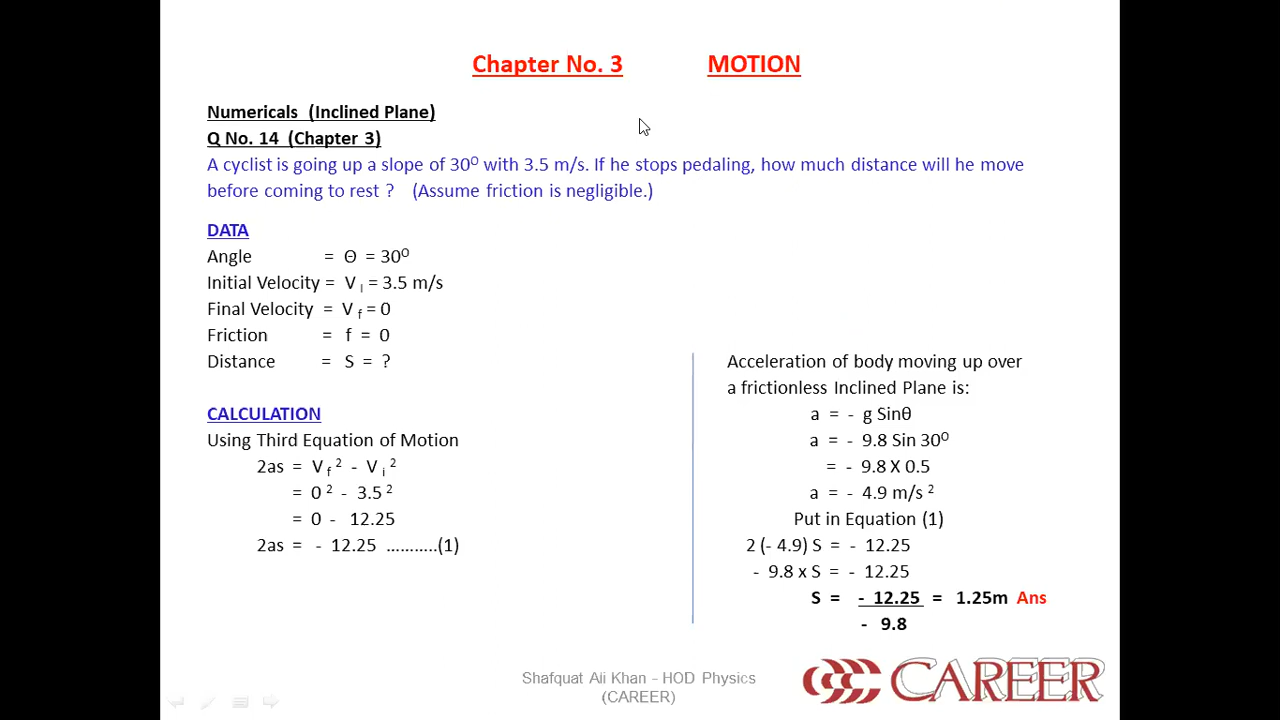 Chapter No. 3 MOTION
Numericals (Inclined Plane)
Q No. 14 (Chapter 3)
A cyclist is going up a slope of 30⁰ with 3.5 m/s. If he stops pedaling, how much distance will he move
before coming to rest ? (Assume friction is negligible.)
DATA
Angle = Θ = 30⁰
Initial Velocity = V I = 3.5 m/s
Final Velocity = V f = 0
Friction = f = 0
Distance = S = ?
CALCULATION
Using Third Equation of Motion
2as = V f ² - V i ²
= 0 ² - 3.5 ²
= 0 - 12.25
2as = - 12.25 ...........(1)
Acceleration of body moving up over
a frictionless Inclined Plane is:
a = - g Sinθ
a = - 9.8 Sin 30⁰
= - 9.8 X 0.5
a = - 4.9 m/s ²
Put in Equation (1)
2 (- 4.9) S = - 12.25
- 9.8 x S = - 12.25
S = - 12.25 = 1.25m Ans
- 9.8
Shafquat Ali Khan - HOD Physics
(CAREER)
CAREER